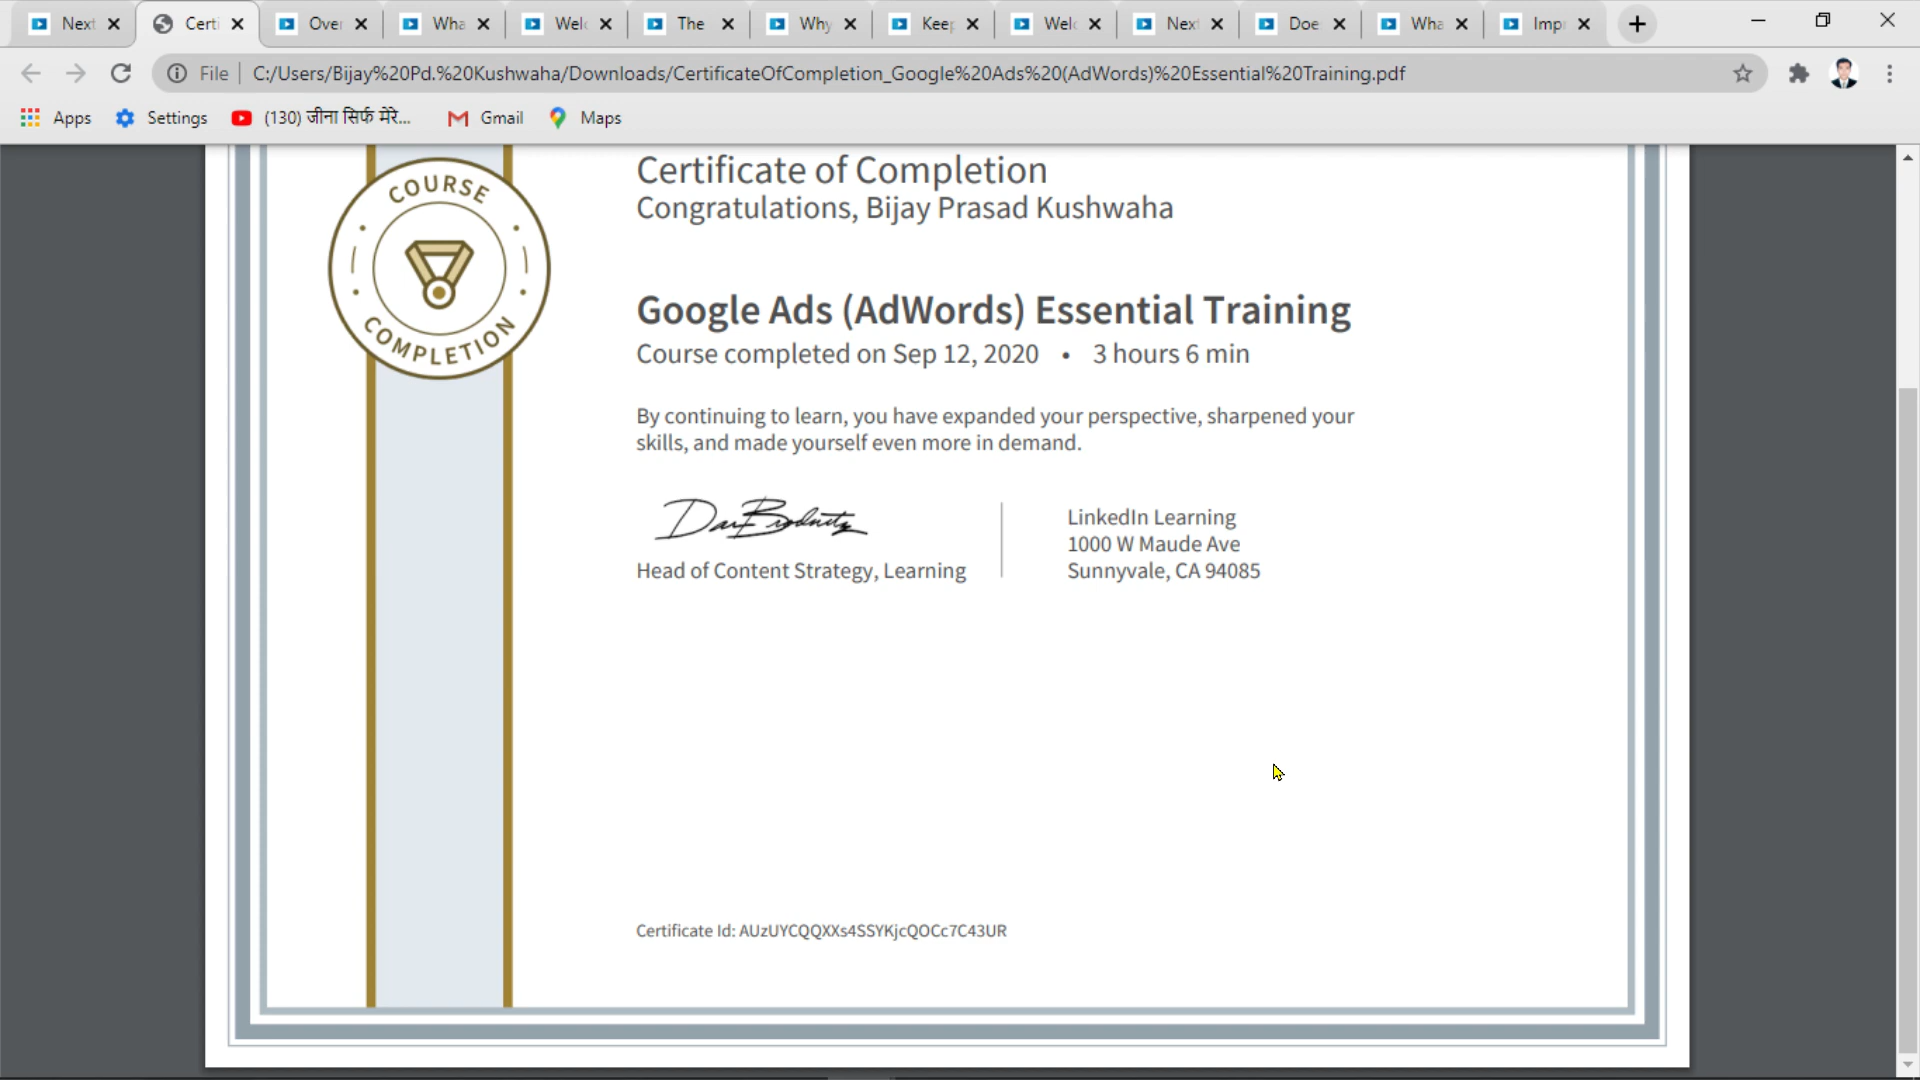 Next
Certi
Over
Wha
Welc
The
Why
Keep
Welc
Next
Doe
Wha
Impr
File
C:/Users/Bijay%20Pd.%20Kushwaha/Downloads/CertificateOfCompletion_Google%20Ads%20(AdWords)%20Essential%20Training.pdf
Apps
Settings
(130) जीना सिर्फ मेरे...
Gmail
Maps
COURSE
COMPLETION
Certificate of Completion
Congratulations, Bijay Prasad Kushwaha
Google Ads (AdWords) Essential Training
Course completed on Sep 12, 2020 • 3 hours 6 min
By continuing to learn, you have expanded your perspective, sharpened your
skills, and made yourself even more in demand.
Head of Content Strategy, Learning
LinkedIn Learning
1000 W Maude Ave
Sunnyvale, CA 94085
Certificate Id: AUzUYCQQXXs4SSYKjcQOCc7C43UR